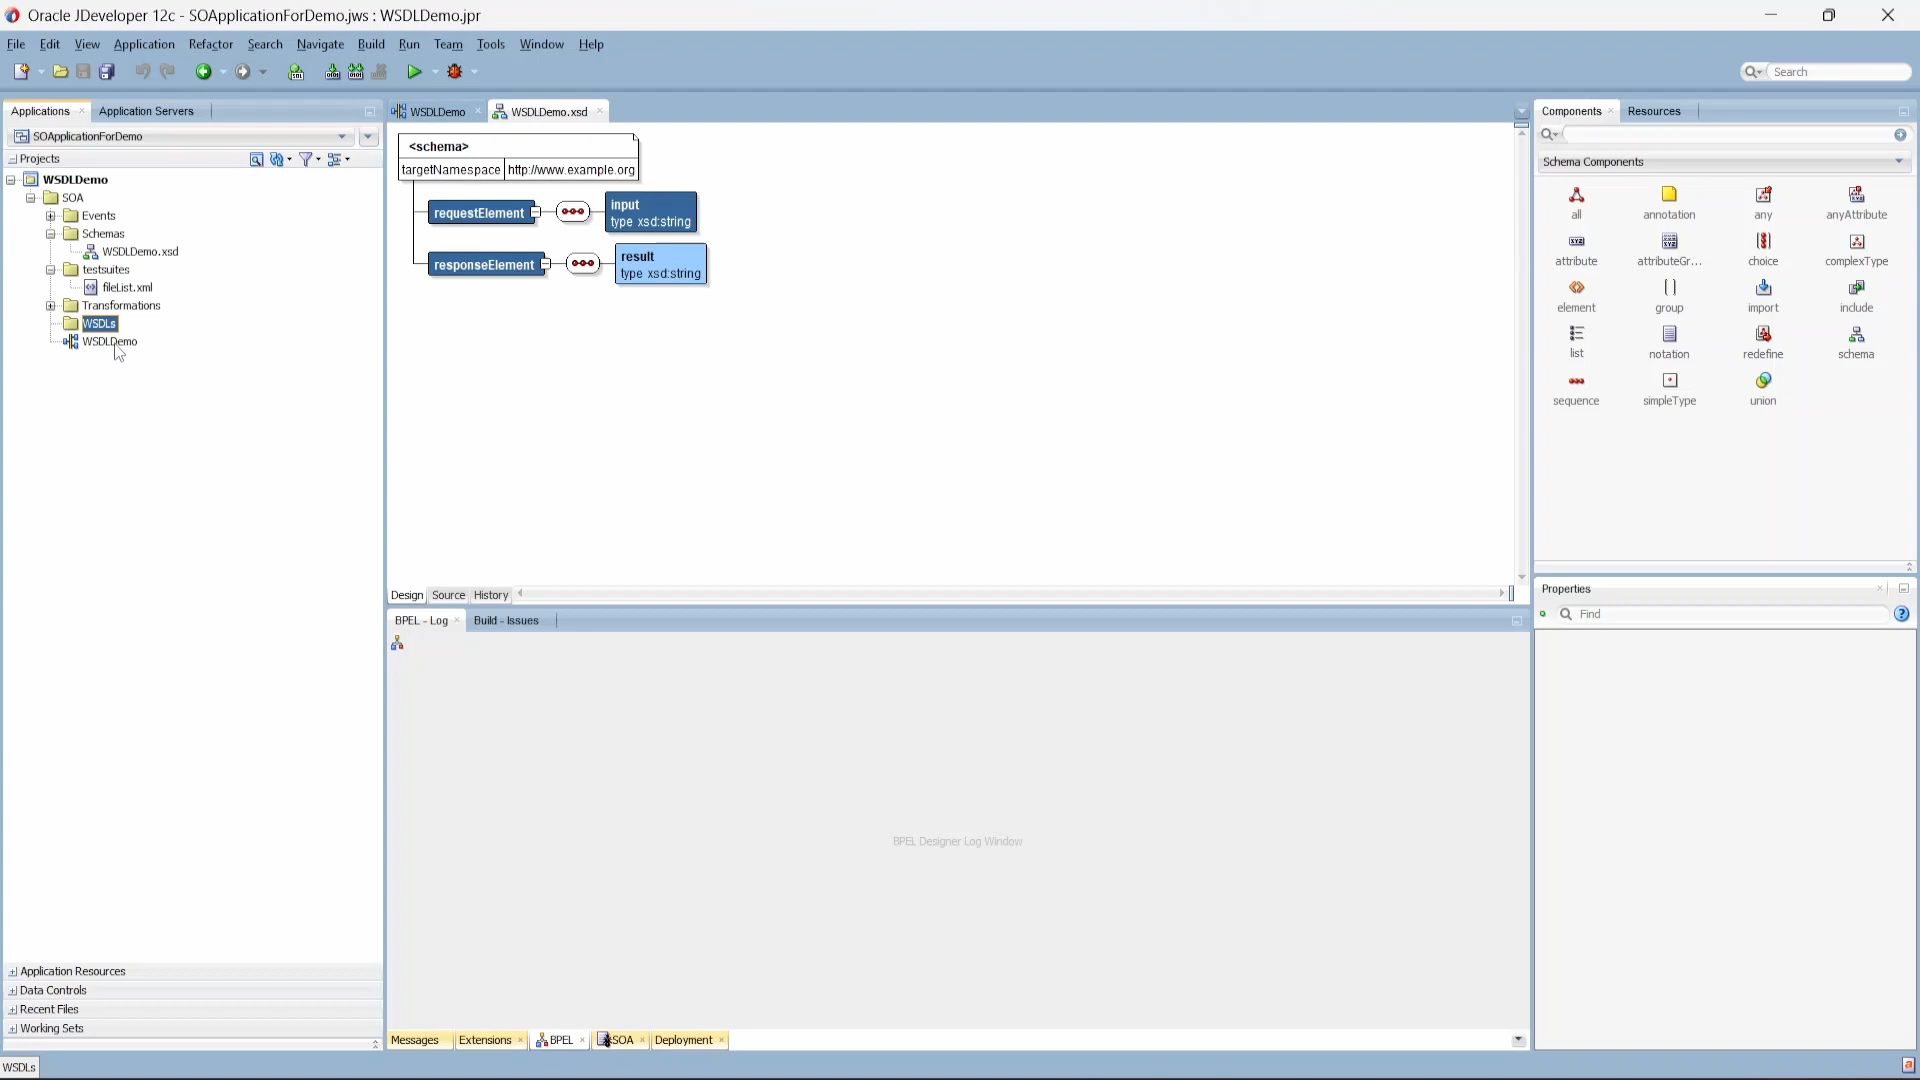 Oracle JDeveloper 12c - SOApplicationForDemo.jws : WSDLDemo.jpr
File Edit View Application Refactor Search Navigate Build Run Team Tools Window Help
Search
Applications Application Servers
SOApplicationForDemo
Projects
WSDLDemo
SOA
Events
Schemas
WSDLDemo.xsd
testsuites
fileList.xml
Transformations
WSDLs
WSDLDemo
Application Resources
Data Controls
Recent Files
Working Sets
WSDLs
WSDLDemo WSDLDemo.xsd
<schema>
targetNamespace http://www.example.org
requestElement
input
type xsd:string
responseElement
result
type xsd:string
Design Source History
BPEL - Log Build - Issues
BPEL Designer Log Window
Messages Extensions BPEL SOA Deployment
Components Resources
Schema Components
all annotation any anyAttribute
attribute attributeGr... choice complexType
element group import include
list notation redefine schema
sequence simpleType union
Properties
Find